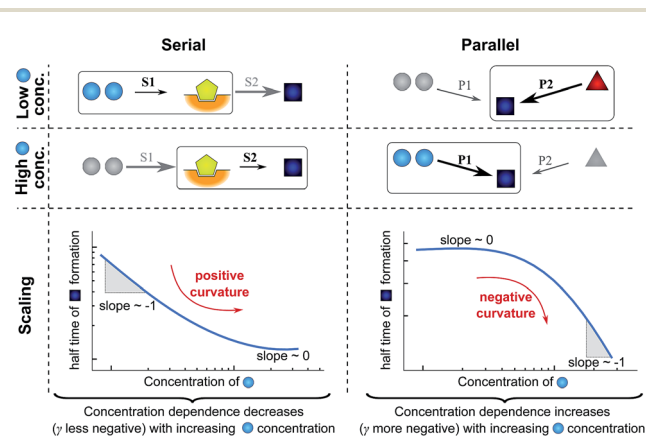 Serial
Parallel
Low
conc.
S1
S2
P1
P2
High
conc.
S1
S2
P1
P2
Scaling
half time of formation
positive
curvature
slope ~ -1
slope ~ 0
Concentration of
half time of formation
slope ~ 0
negative
curvature
slope ~ -1
Concentration of
Concentration dependence decreases
(γ less negative) with increasing concentration
Concentration dependence increases
(γ more negative) with increasing concentration